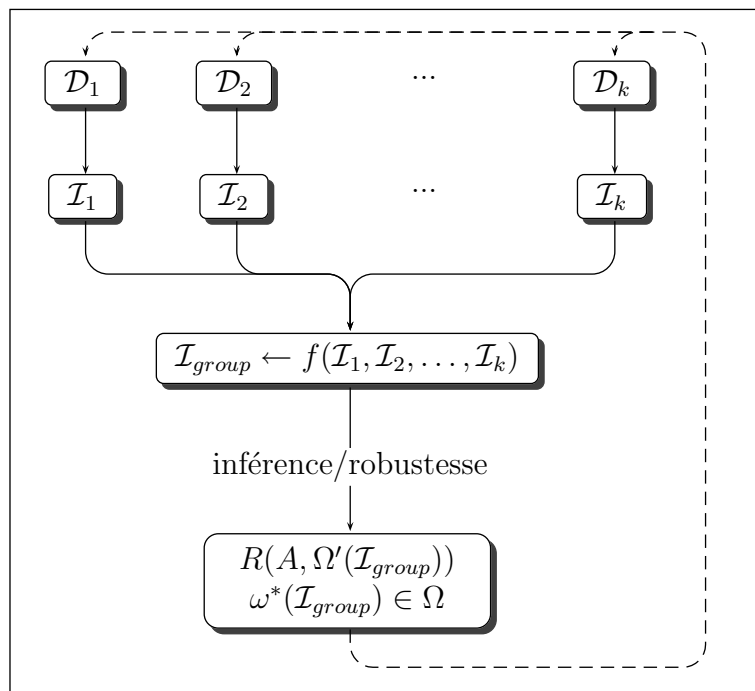 𝒟₁ 𝒟₂ ... 𝒟ₖ
ℐ₁ ℐ₂ ... ℐₖ
ℐ_group ← f(ℐ₁, ℐ₂, . . . , ℐₖ)
inférence/robustesse
R(A, Ω′(ℐ_group))
ω*(ℐ_group) ∈ Ω